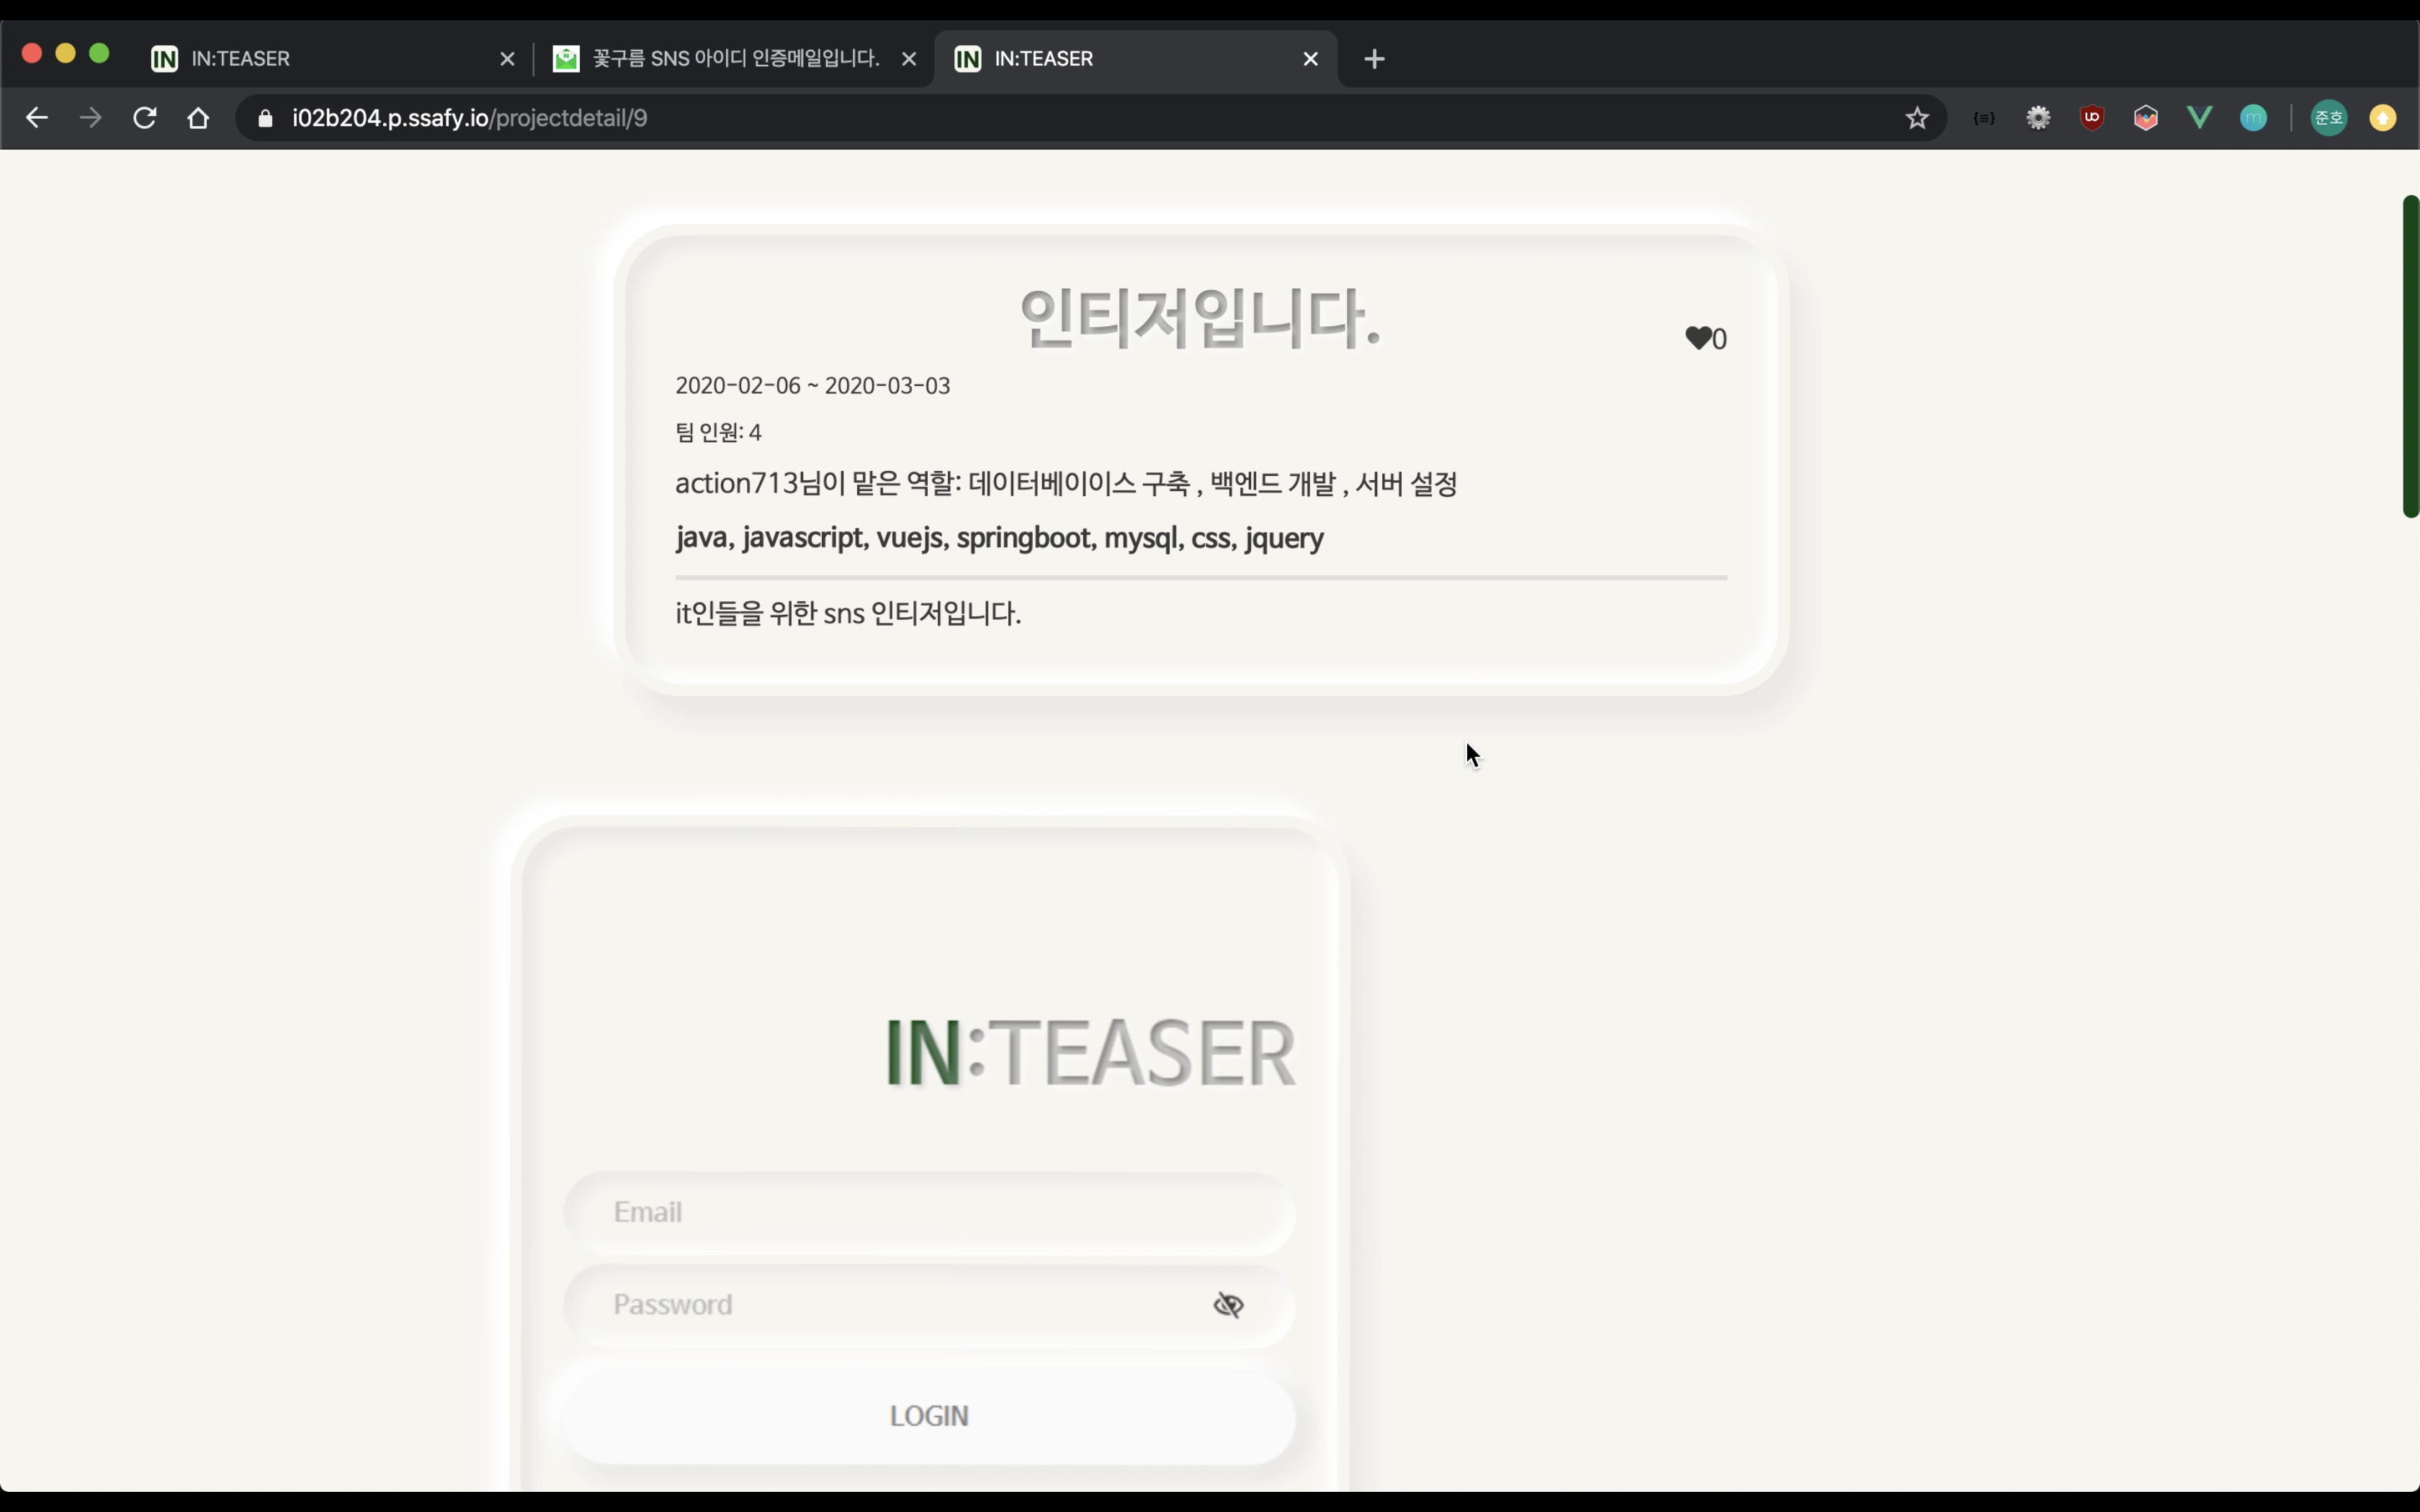 IN IN:TEASER
꽃구름 SNS 아이디 인증메일입니다.
IN IN:TEASER
i02b204.p.ssafy.io/projectdetail/9
{≡} UD m 준호
인티저입니다.
0
2020-02-06 ~ 2020-03-03
팀 인원: 4
action713님이 맡은 역할: 데이터베이이스 구축 , 백엔드 개발 , 서버 설정
java, javascript, vuejs, springboot, mysql, css, jquery
it인들을 위한 sns 인티저입니다.
IN:TEASER
Email
Password
LOGIN